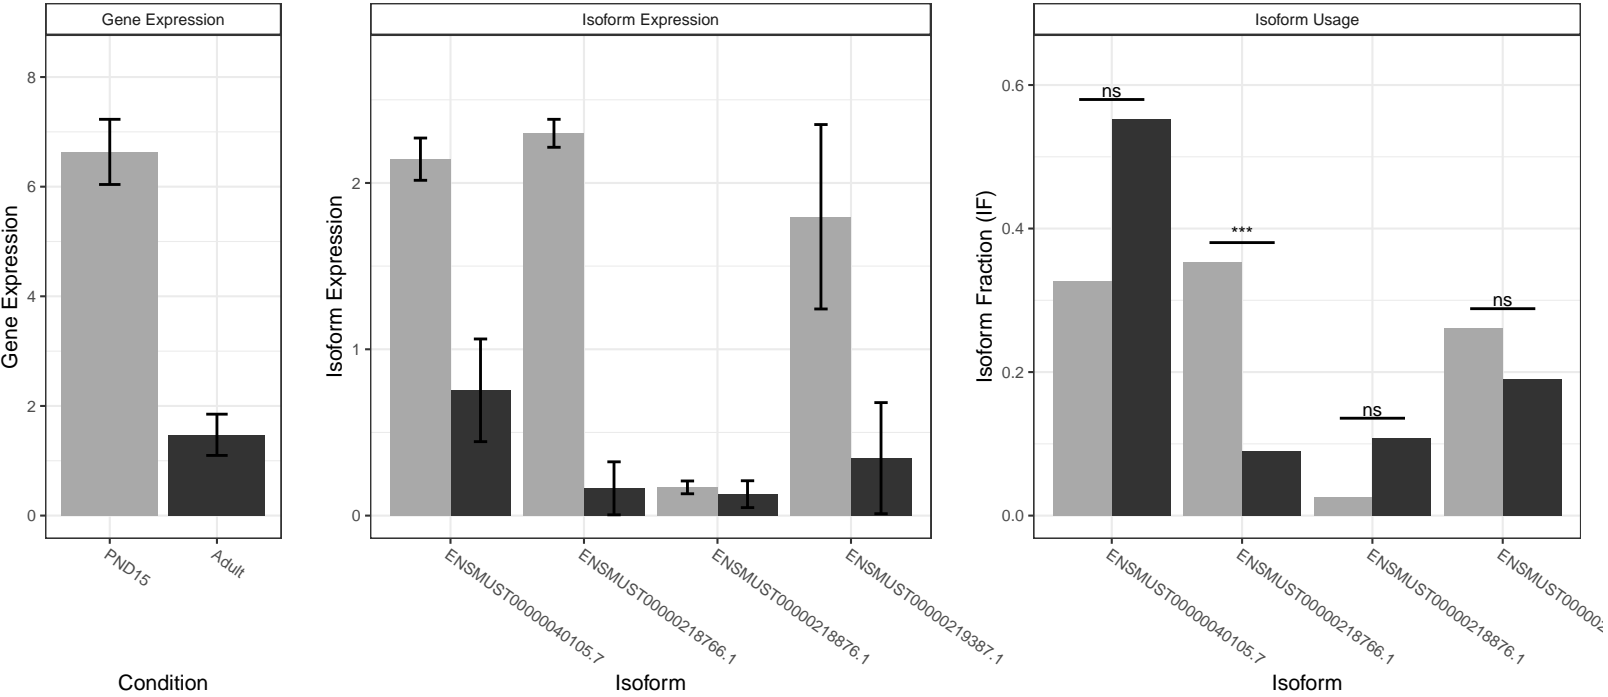 Gene Expression
Isoform Expression
Isoform Usage
Gene Expression
8
6
4
2
0
PND15
Adult
Condition
Isoform Expression
2
1
0
ENSMUST00000040105.7
ENSMUST00000218766.1
ENSMUST00000218876.1
ENSMUST00000219387.1
Isoform
Isoform Fraction (IF)
0.6
0.4
0.2
0.0
ns
***
ns
ns
ENSMUST00000040105.7
ENSMUST00000218766.1
ENSMUST00000218876.1
Isoform